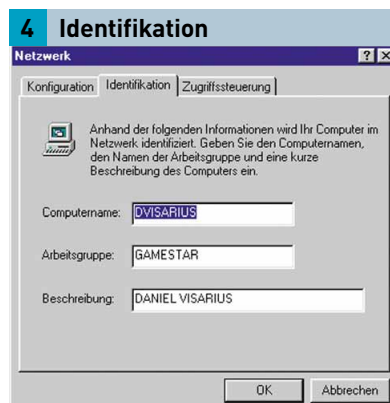 4 Identifikation
Netzwerk
Konfiguration Identifikation Zugriffssteuerung
Anhand der folgenden Informationen wird Ihr Computer im
Netzwerk identifiziert. Geben Sie den Computernamen,
den Namen der Arbeitsgruppe und eine kurze
Beschreibung des Computers ein.
Computername: DVISARIUS
Arbeitsgruppe: GAMESTAR
Beschreibung: DANIEL VISARIUS
OK Abbrechen